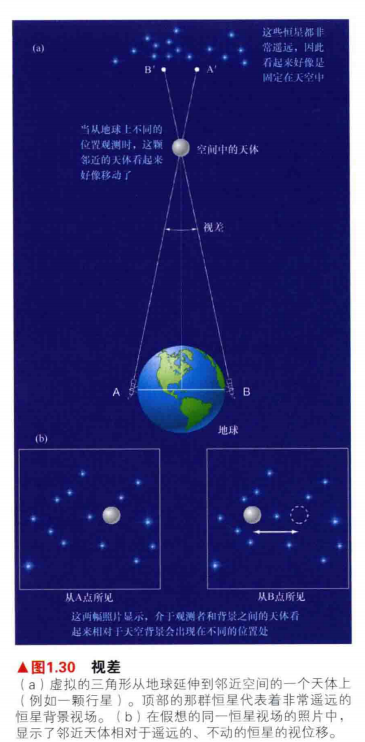 (a)
这些恒星都非
常遥远，因此
看起来好像是
固定在天空中
B′ A′
当从地球上不同的
位置观测时，这颗
邻近的天体看起来
好像移动了
空间中的天体
视差
A B
地球
(b)
从A点所见 从B点所见
这两幅照片显示，介于观测者和背景之间的天体看
起来相对于天空背景会出现在不同的位置处
▲图1.30 视差
（a）虚拟的三角形从地球延伸到邻近空间的一个天体上
（例如一颗行星）。顶部的那群恒星代表着非常遥远的
恒星背景视场。（b）在假想的同一恒星视场的照片中，
显示了邻近天体相对于遥远的、不动的恒星的视位移。